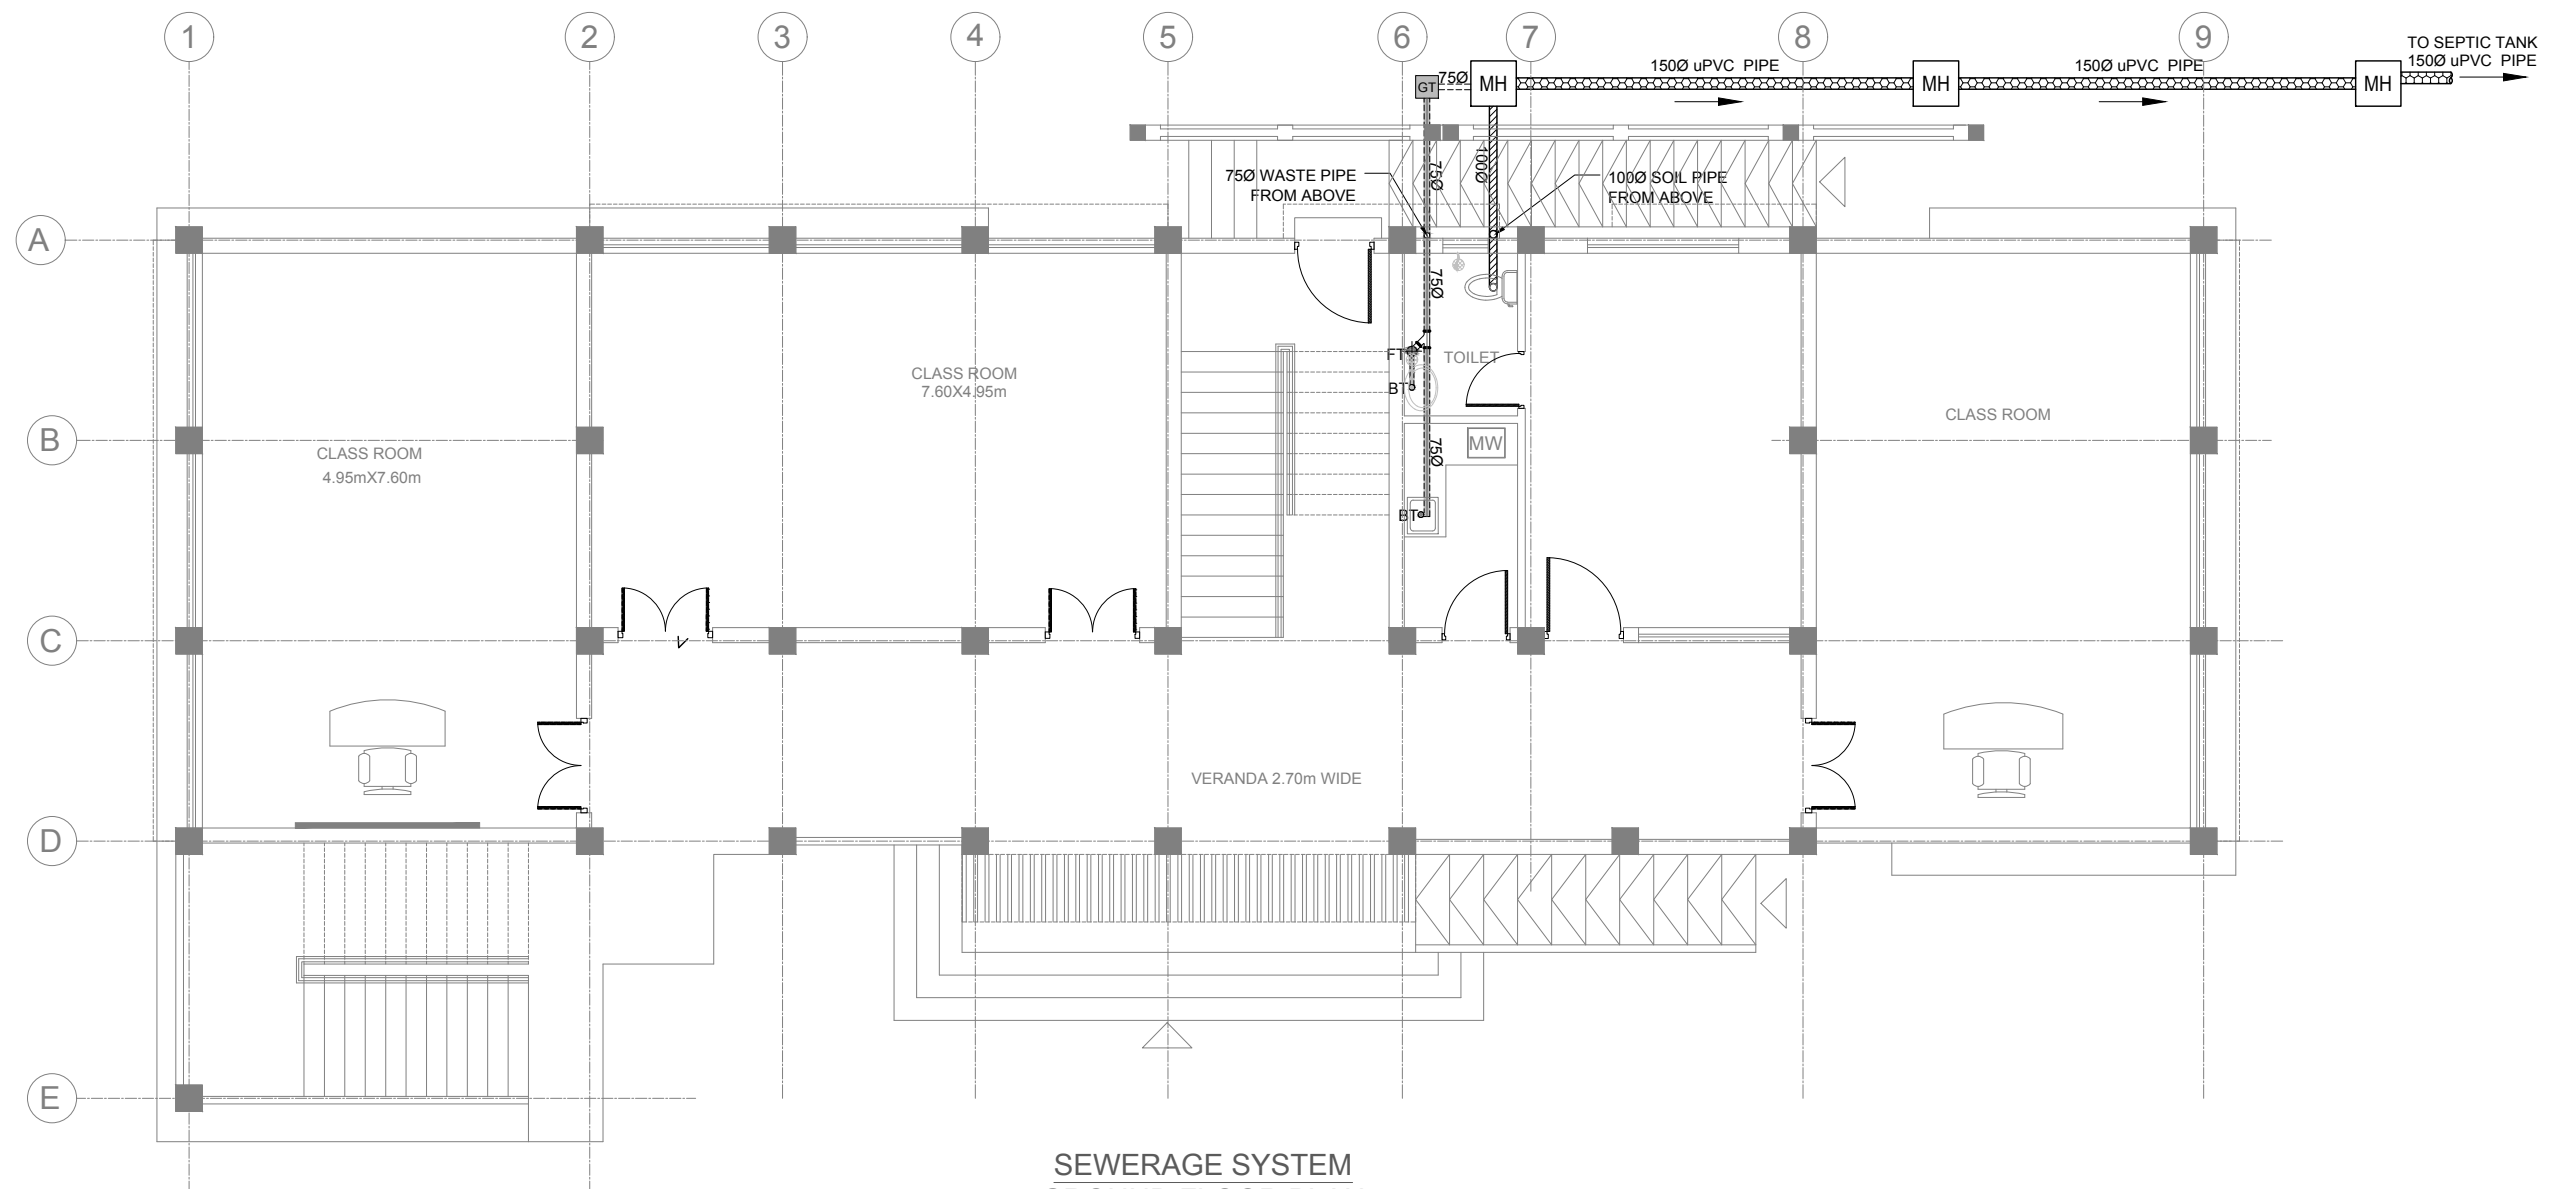 1
2
3
4
5
6
7
8
9
TO SEPTIC TANK
150Ø uPVC PIPE
150Ø uPVC PIPE
150Ø uPVC PIPE
GT
75Ø
MH
MH
MH
75Ø
100Ø
75Ø WASTE PIPE
FROM ABOVE
100Ø SOIL PIPE
FROM ABOVE
A
75Ø
FT
TOILET
BT
CLASS ROOM
7.60X4.95m
CLASS ROOM
B
CLASS ROOM
4.95mX7.60m
75Ø
MW
BT
C
VERANDA 2.70m WIDE
D
E
SEWERAGE SYSTEM